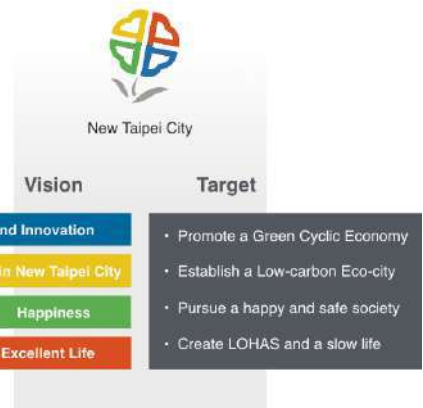 New Taipei City
Vision
Target
nd Innovation
in New Taipei City
Happiness
Excellent Life
• Promote a Green Cyclic Economy
• Establish a Low-carbon Eco-city
• Pursue a happy and safe society
• Create LOHAS and a slow life